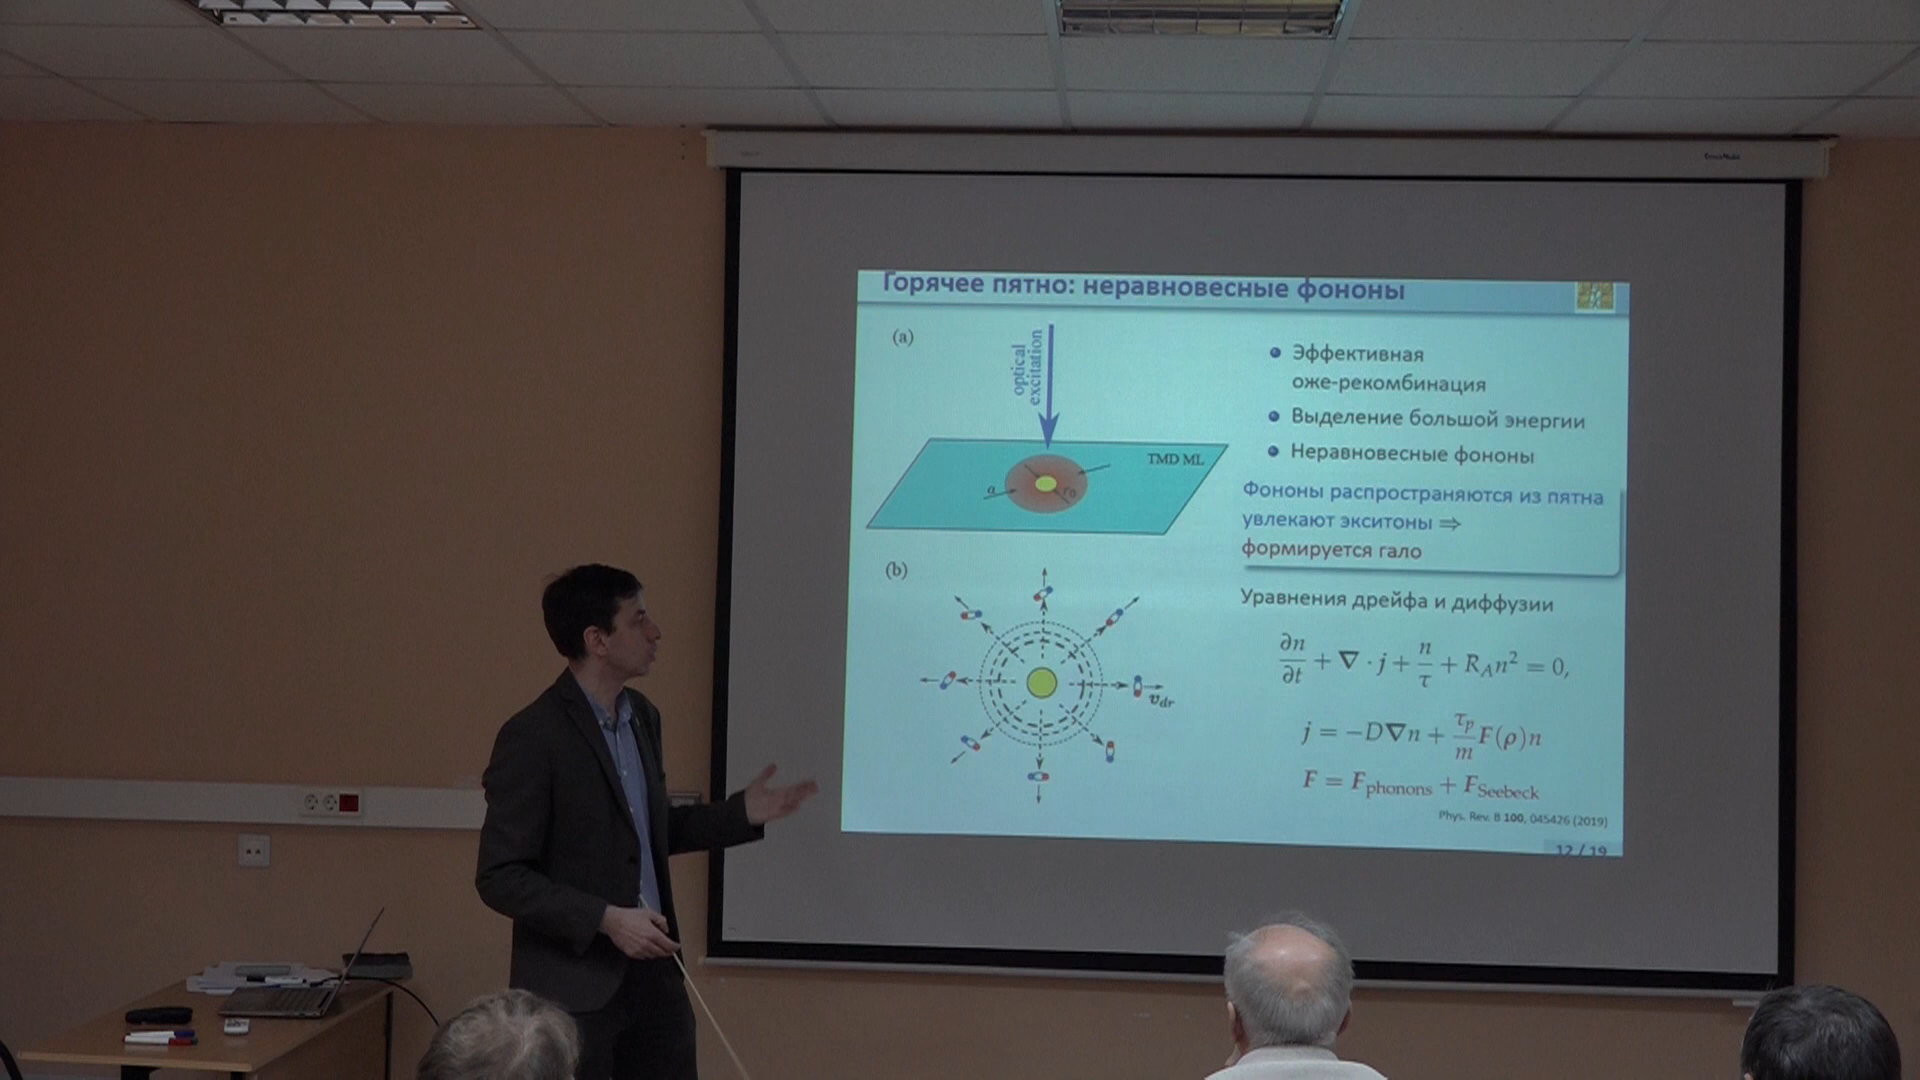 Горячее пятно: неравновесные фононы
(a)
optical
excitation
TMD ML
a
r₀
Эффективная
оже-рекомбинация
Выделение большой энергии
Неравновесные фононы
Фононы распространяются из пятна
увлекают экситоны ⇒
формируется гало
(b)
v_dr
Уравнения дрейфа и диффузии
∂n/∂t + ∇ · j + n/τ + R_A n² = 0,
j = −D∇n + τ_p/m F(ρ)n
F = F_phonons + F_Seebeck
Phys. Rev. B 100, 045426 (2019)
12 / 19